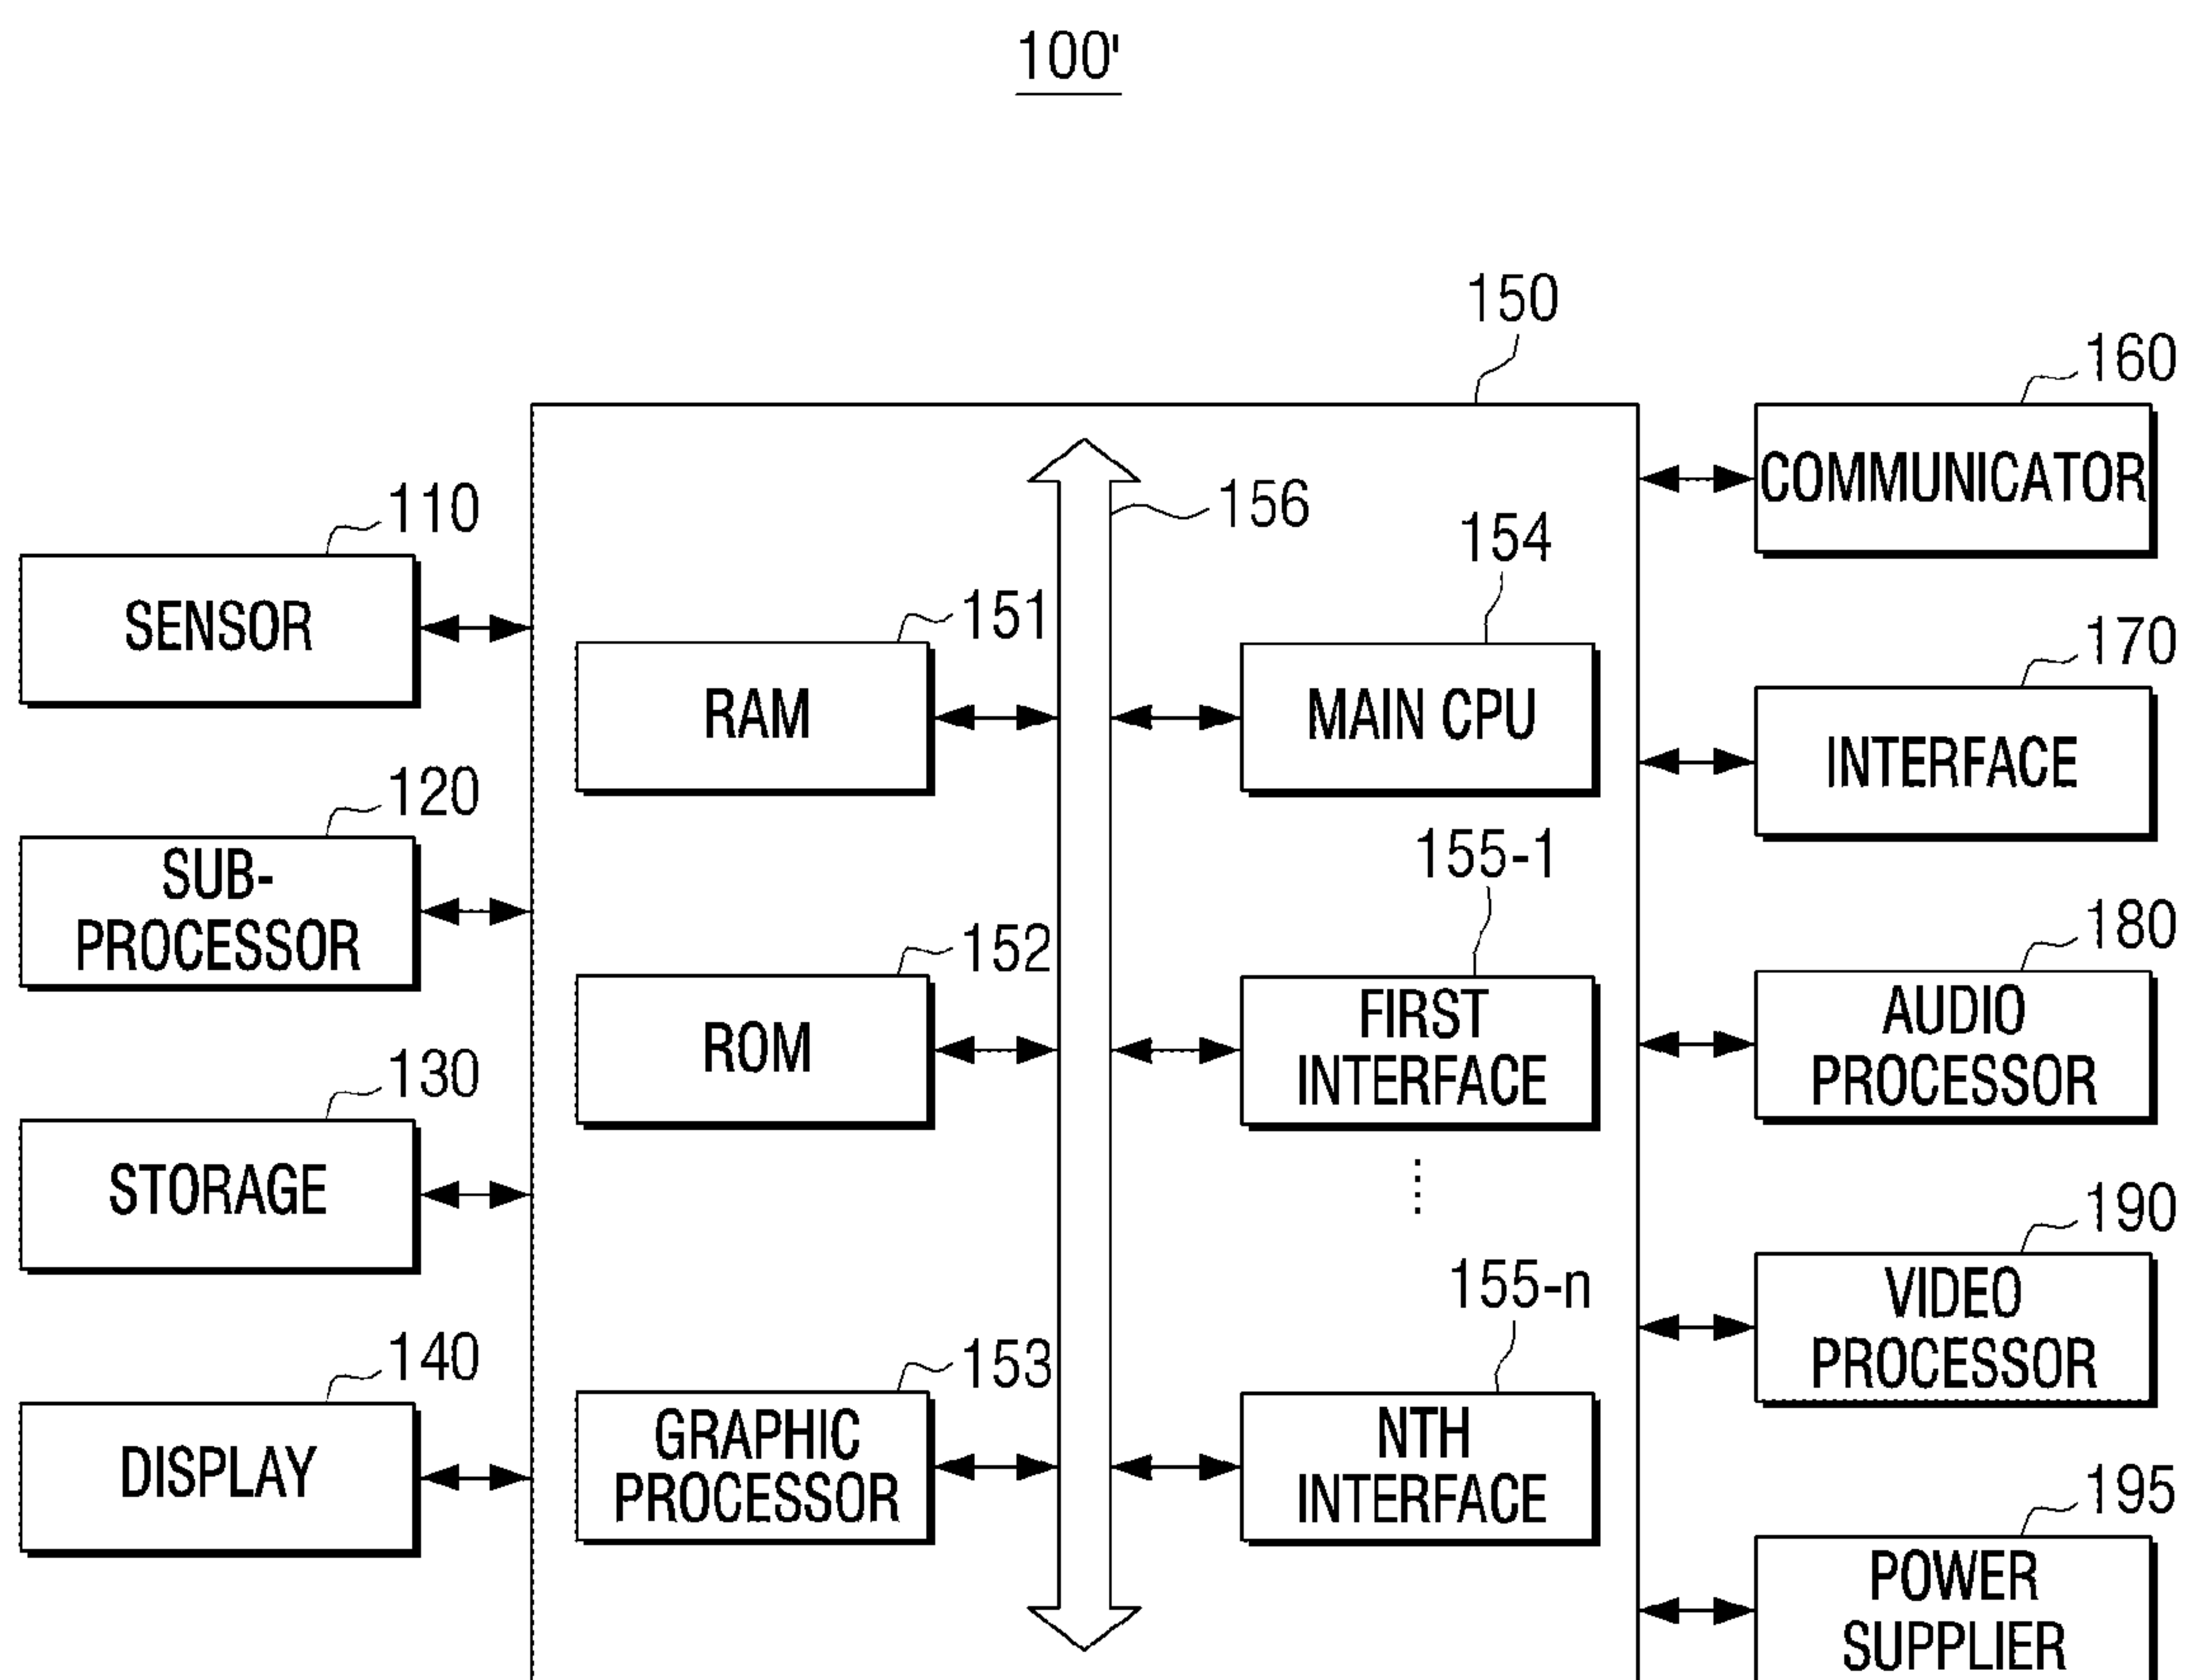 100'
150
160
COMMUNICATOR
110
SENSOR
156
154
151
RAM
MAIN CPU
170
INTERFACE
120
SUB-
PROCESSOR
155-1
152
ROM
FIRST
INTERFACE
180
AUDIO
PROCESSOR
130
STORAGE
190
VIDEO
PROCESSOR
155-n
140
DISPLAY
153
GRAPHIC
PROCESSOR
NTH
INTERFACE
195
POWER
SUPPLIER